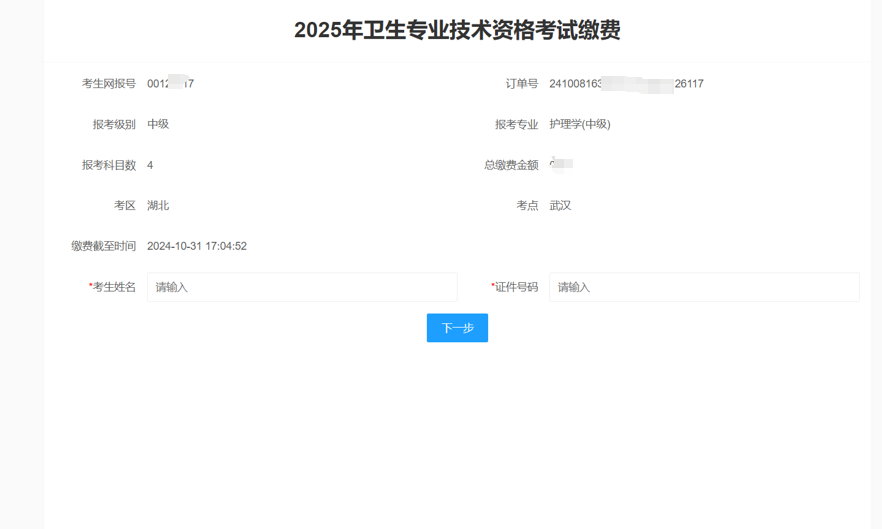 2025年卫生专业技术资格考试缴费
考生网报号 0012 17 订单号 24100816 26117
报考级别 中级 报考专业 护理学(中级)
报考科目数 4 总缴费金额
考区 湖北 考点 武汉
缴费截至时间 2024-10-31 17:04:52
*考生姓名 请输入 *证件号码 请输入
下一步